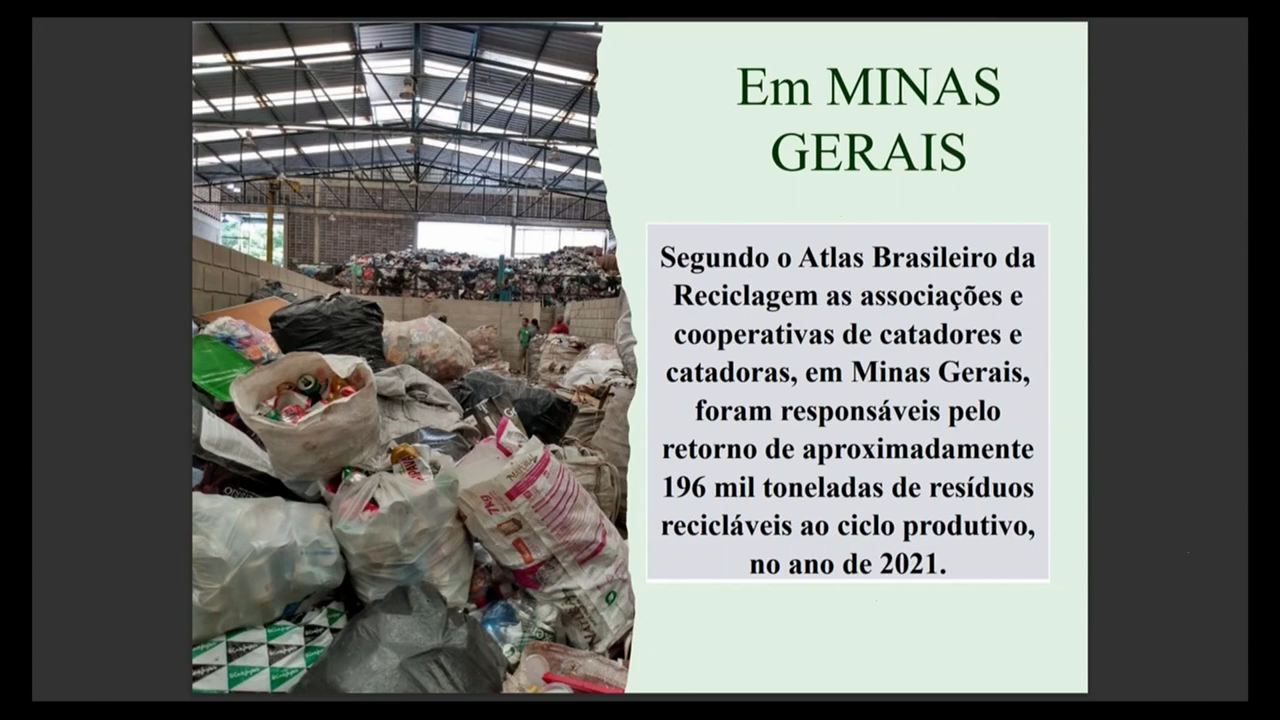 Em MINAS
GERAIS
Segundo o Atlas Brasileiro da
Reciclagem as associações e
cooperativas de catadores e
catadoras, em Minas Gerais,
foram responsáveis pelo
retorno de aproximadamente
196 mil toneladas de resíduos
recicláveis ao ciclo produtivo,
no ano de 2021.
7kg